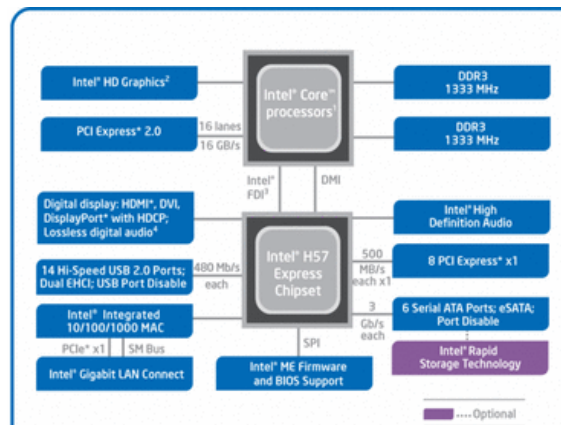 Intel® HD Graphics²
PCI Express* 2.0
16 lanes
16 GB/s
Intel® Core™
processors¹
DDR3
1333 MHz
DDR3
1333 MHz
Intel®
FDI³
DMI
Digital display: HDMI*, DVI,
DisplayPort* with HDCP;
Lossless digital audio⁴
14 Hi-Speed USB 2.0 Ports;
Dual EHCI; USB Port Disable
480 Mb/s
each
Intel® Integrated
10/100/1000 MAC
PCIe* x1
SM Bus
Intel® Gigabit LAN Connect
Intel® H57
Express
Chipset
SPI
Intel® ME Firmware
and BIOS Support
Intel® High
Definition Audio
500
MB/s
each x1
8 PCI Express* x1
3
Gb/s
each
6 Serial ATA Ports; eSATA;
Port Disable
Intel® Rapid
Storage Technology
Optional